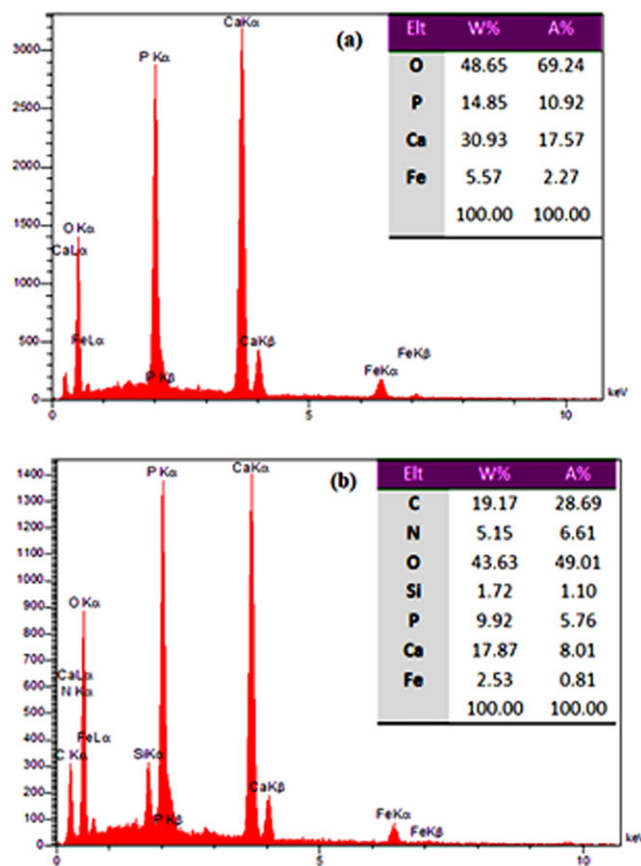 (a)
CaKα
P Kα
O Kα
CaLα
FeLα
P Kβ
CaKβ
FeKα
FeKβ
keV
3000
2500
2000
1500
1000
500
0
0 5 10
Elt W% A%
O 48.65 69.24
P 14.85 10.92
Ca 30.93 17.57
Fe 5.57 2.27
100.00 100.00
(b)
CaKα
P Kα
O Kα
CaLα
N Kα
FeLα
C Kα
SiKα
P Kβ
CaKβ
FeKα
FeKβ
keV
1400
1300
1200
1100
1000
900
800
700
600
500
400
300
200
100
0
0 5 10
Elt W% A%
C 19.17 28.69
N 5.15 6.61
O 43.63 49.01
Si 1.72 1.10
P 9.92 5.76
Ca 17.87 8.01
Fe 2.53 0.81
100.00 100.00